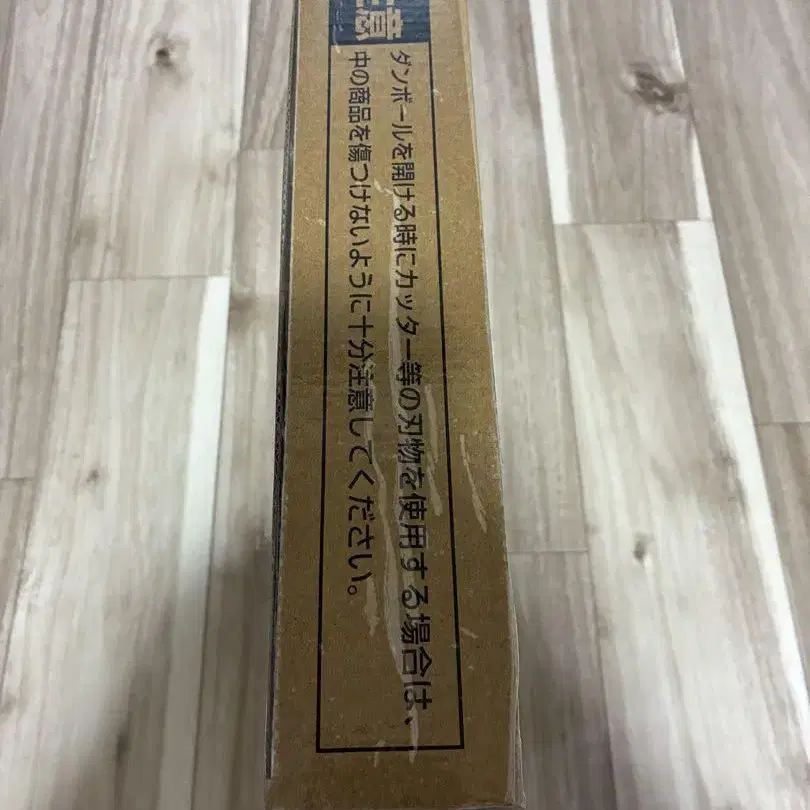 注意
ダンボールを開ける時にカッター等の刃物を使用する場合は、
中の商品を傷つけないように十分注意してください。